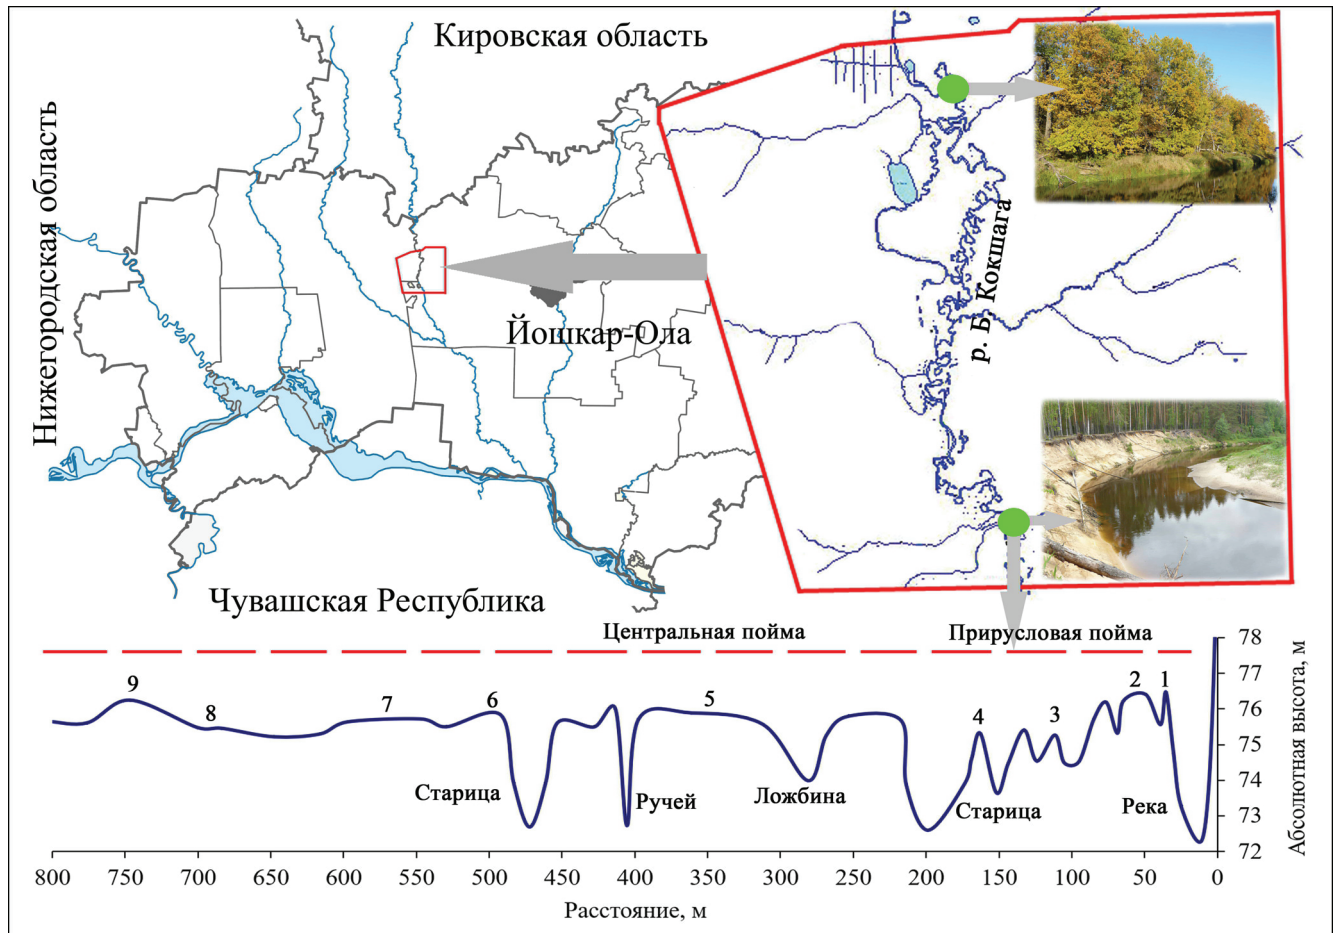 Кировская область
Нижегородская область
Йошкар-Ола
р. Б. Кокшага
Чувашская Республика
Центральная пойма
Прирусловая пойма
9
8
7
6
5
4
3
2
1
Старица
Ручей
Ложбина
Старица
Река
78
77
76
75
74
73
72
Абсолютная высота, м
800 750 700 650 600 550 500 450 400 350 300 250 200 150 100 50 0
Расстояние, м